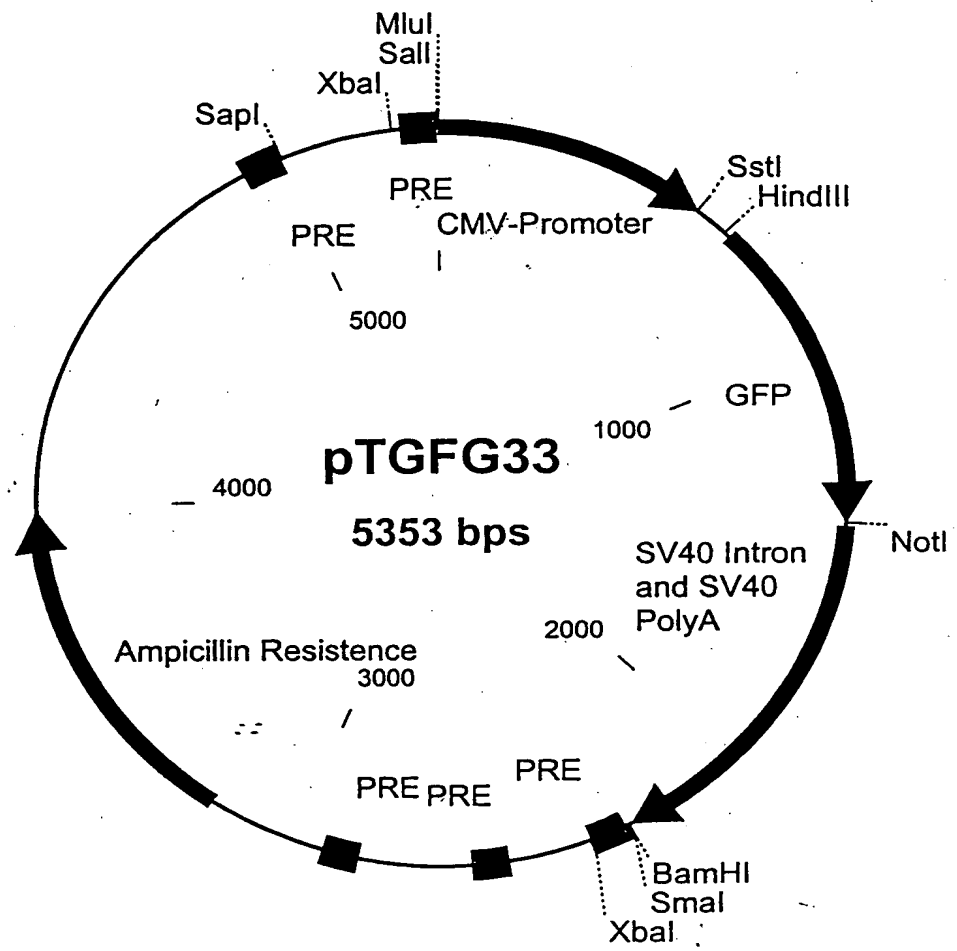 MluI
SalI
XbaI
SapI
SstI
HindIII
PRE
PRE
CMV-Promoter
5000
GFP
1000
pTGFG33
4000
5353 bps
NotI
SV40 Intron
and SV40
PolyA
2000
Ampicillin Resistence
3000
PRE
PRE
PRE
BamHI
SmaI
XbaI